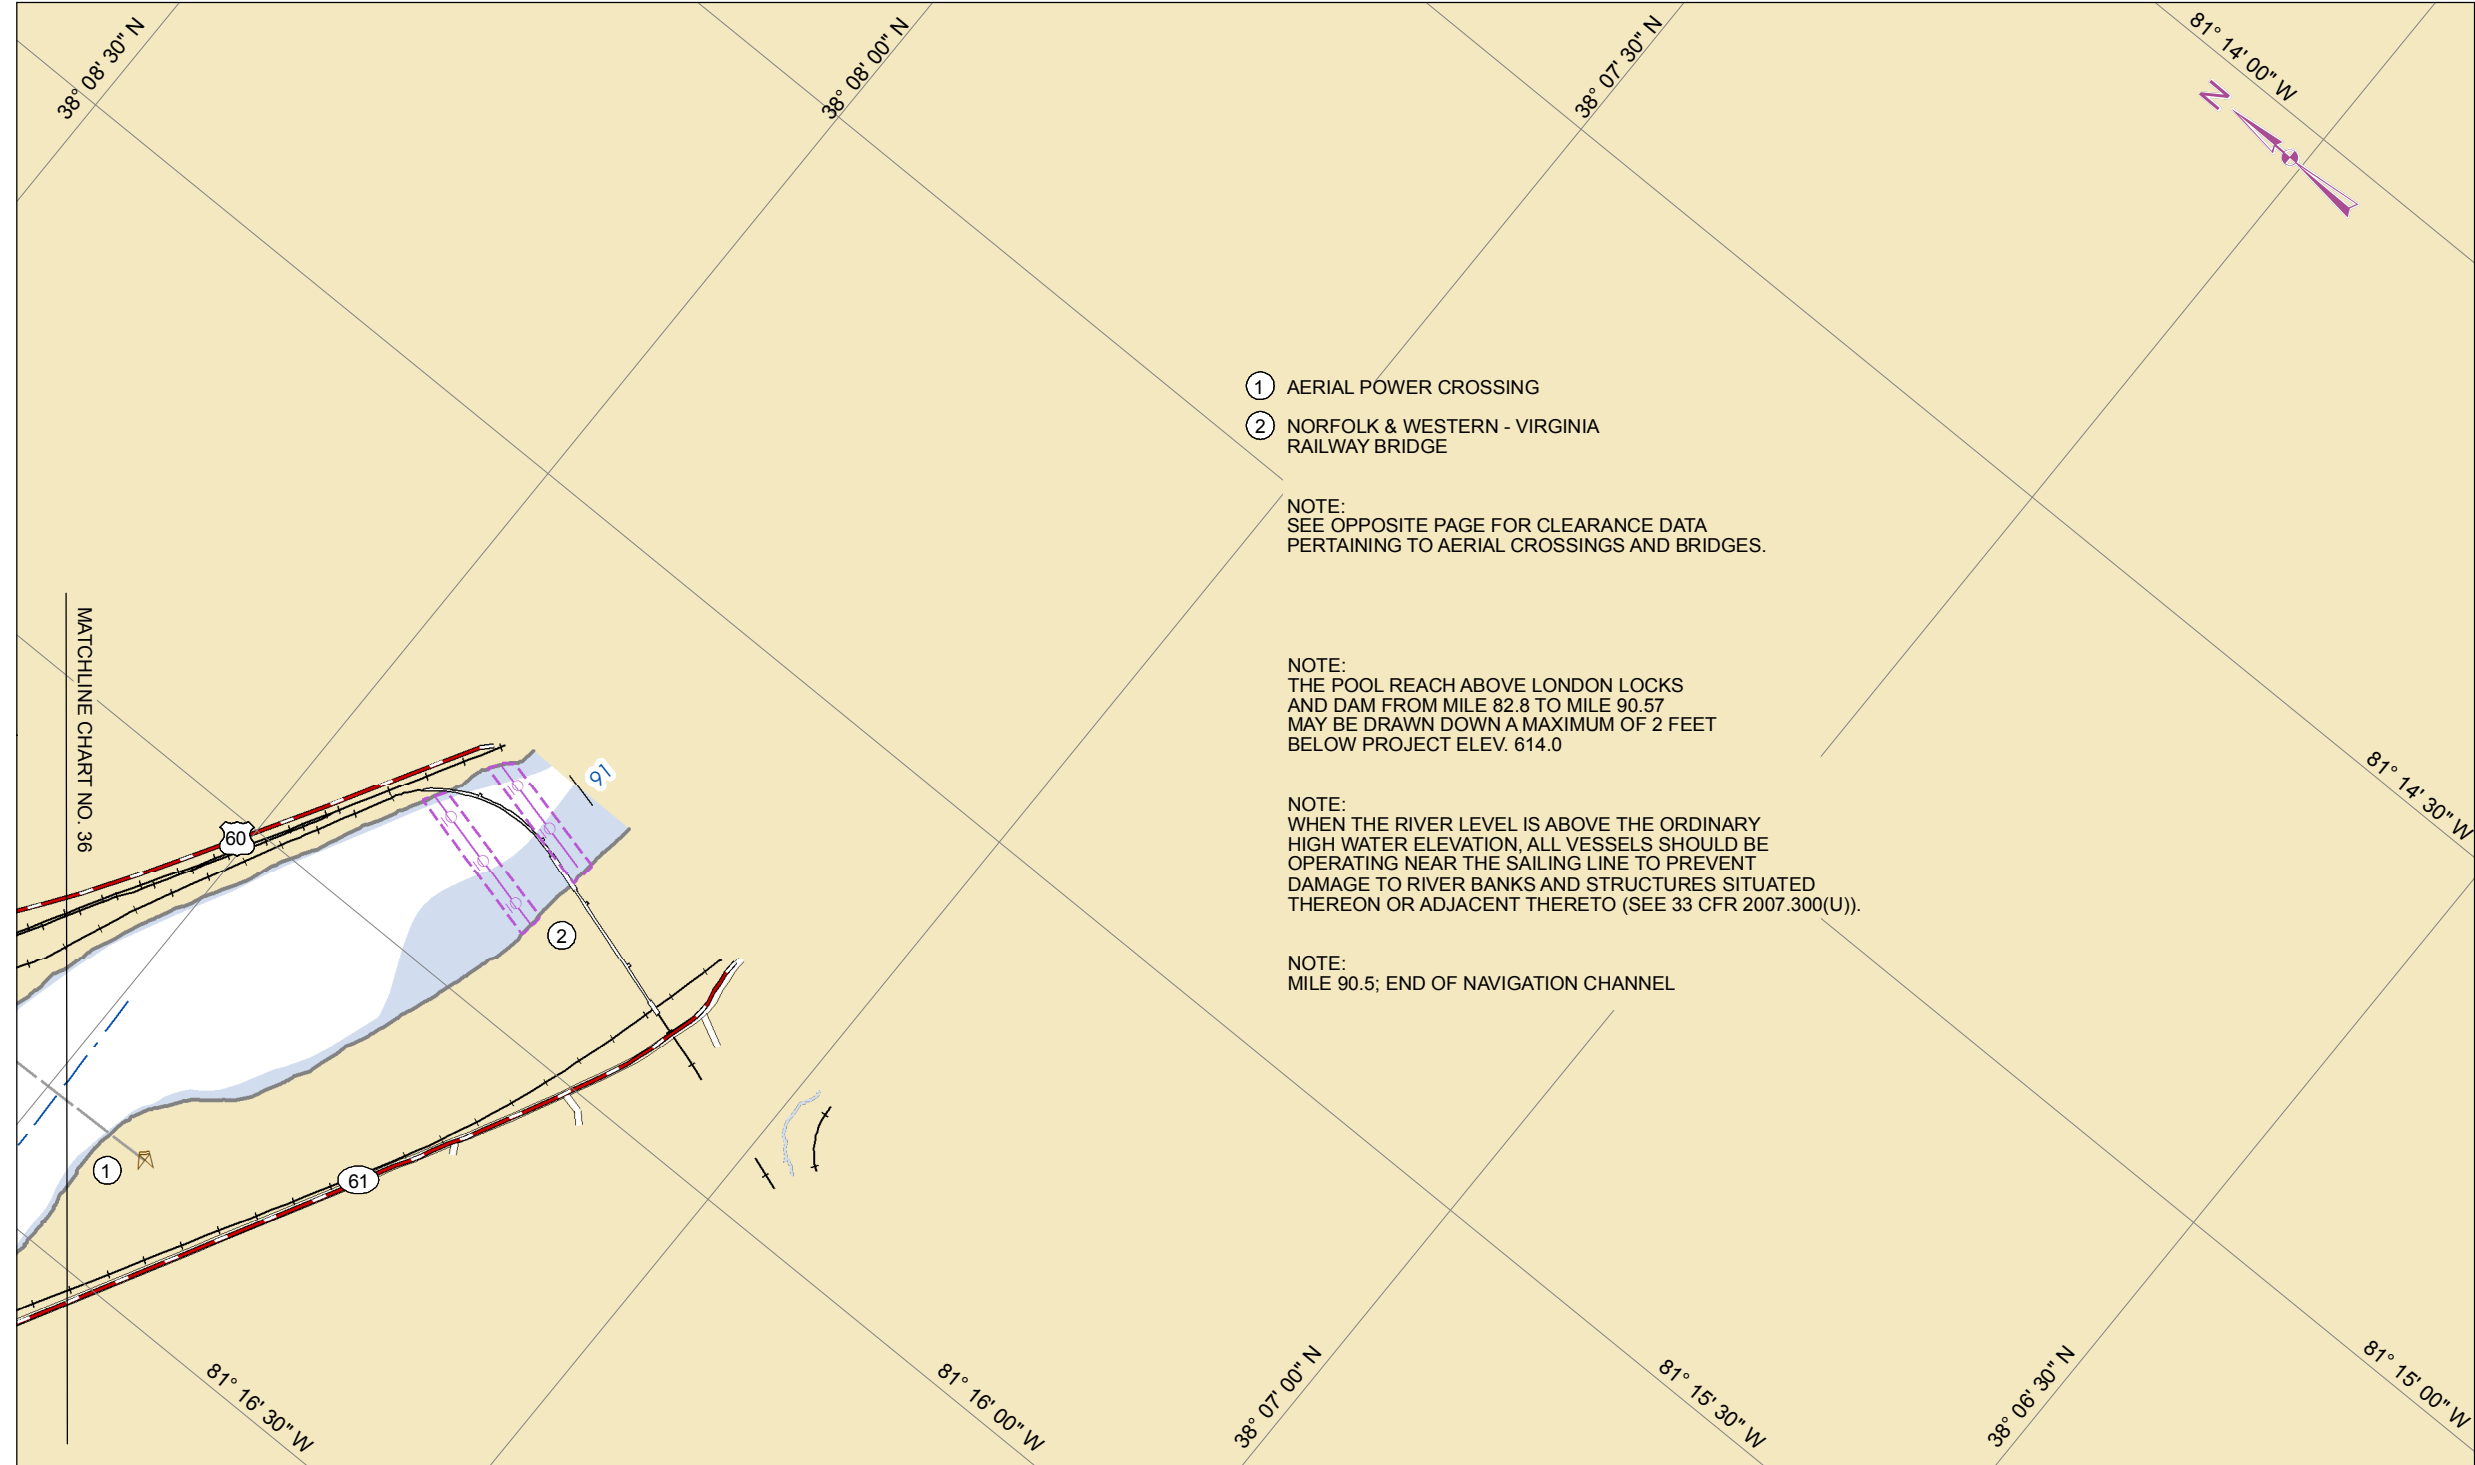 38° 08' 30" N
38° 08' 00" N
38° 07' 30" N
81° 14' 00" W
N
1 AERIAL POWER CROSSING
2 NORFOLK & WESTERN - VIRGINIA
RAILWAY BRIDGE
NOTE:
SEE OPPOSITE PAGE FOR CLEARANCE DATA
PERTAINING TO AERIAL CROSSINGS AND BRIDGES.
MATCHLINE CHART NO. 36
NOTE:
THE POOL REACH ABOVE LONDON LOCKS
AND DAM FROM MILE 82.8 TO MILE 90.57
MAY BE DRAWN DOWN A MAXIMUM OF 2 FEET
BELOW PROJECT ELEV. 614.0
91
60
81° 14' 30" W
NOTE:
WHEN THE RIVER LEVEL IS ABOVE THE ORDINARY
HIGH WATER ELEVATION, ALL VESSELS SHOULD BE
OPERATING NEAR THE SAILING LINE TO PREVENT
DAMAGE TO RIVER BANKS AND STRUCTURES SITUATED
THEREON OR ADJACENT THERETO (SEE 33 CFR 2007.300(U)).
2
NOTE:
MILE 90.5; END OF NAVIGATION CHANNEL
1
61
81° 16' 30" W
81° 16' 00" W
38° 07' 00" N
81° 15' 30" W
38° 06' 30" N
81° 15' 00" W